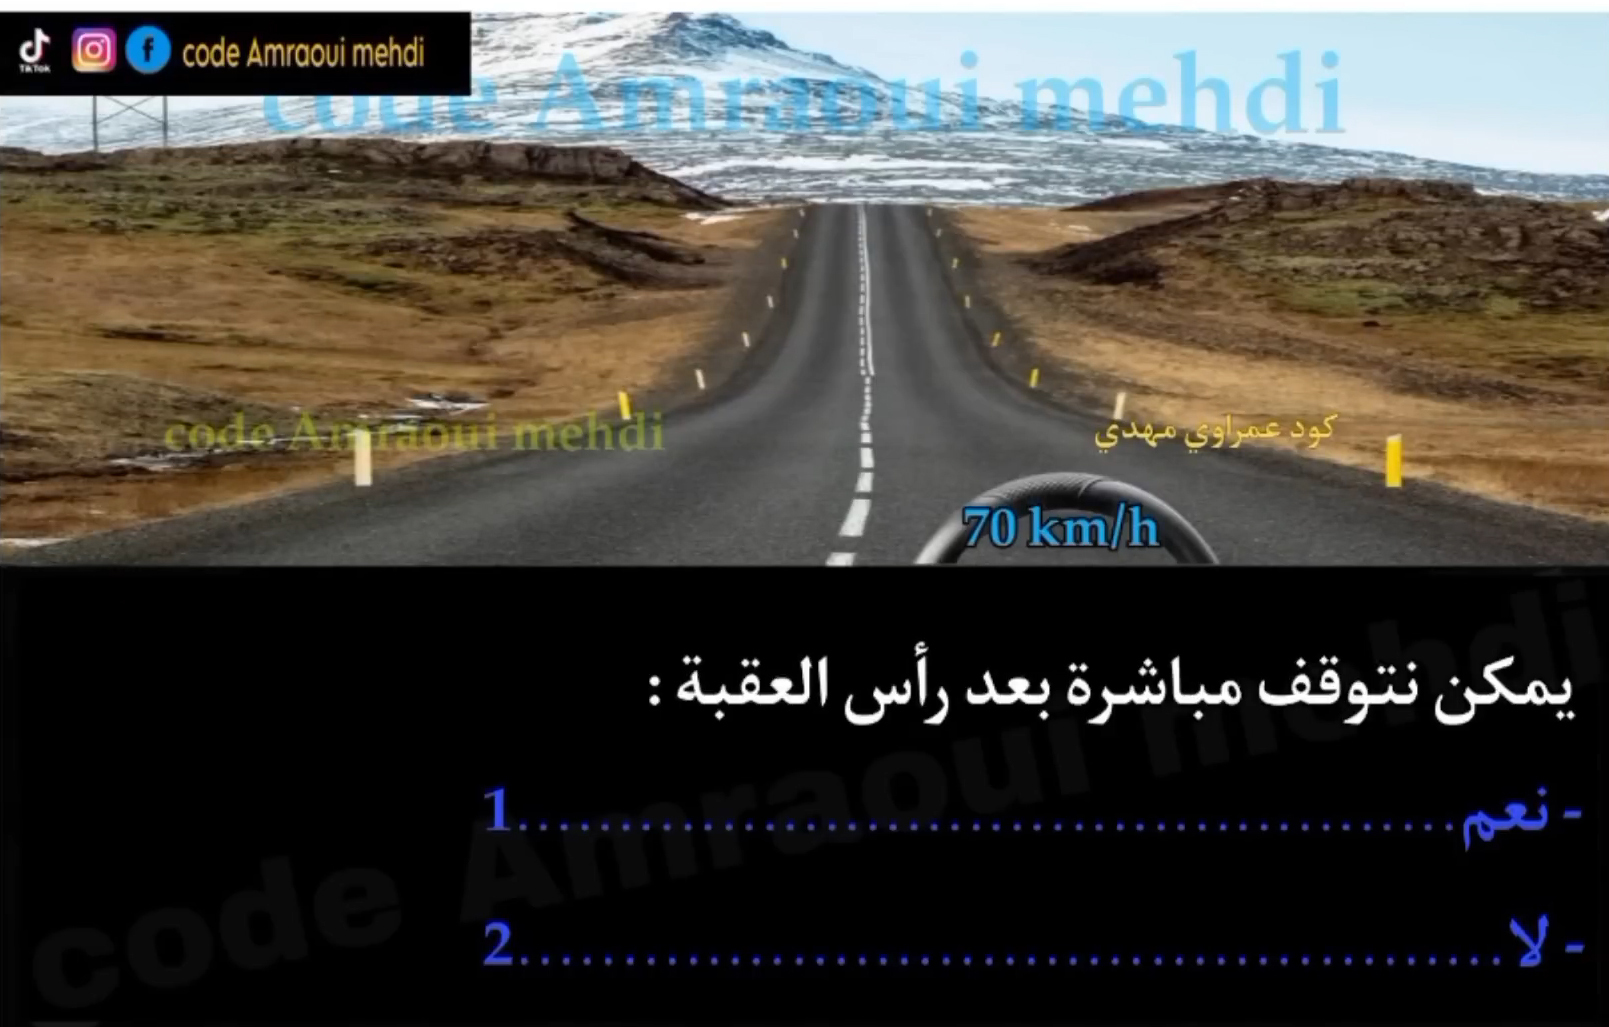 TikTok
code Amraoui mehdi
code Amraoui mehdi
code Amraoui mehdi
كود عمراوي مهدي
70 km/h
يمكن نتوقف مباشرة بعد رأس العقبة :
- نعم......................................................1
- لا.........................................................2
code Amraoui mehdi